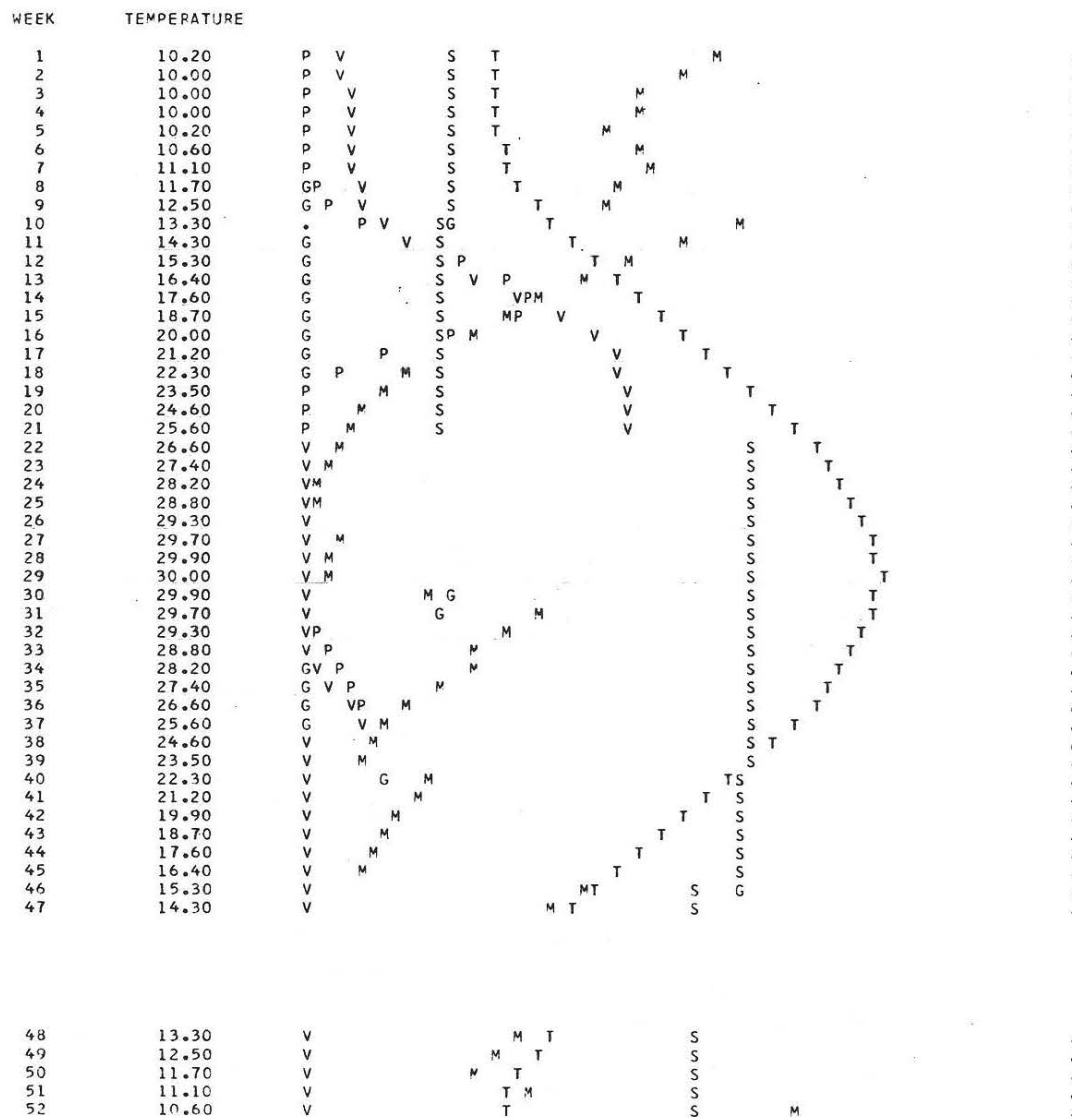 WEEK TEMPERATURE
1 10.20 P V S T M
2 10.00 P V S T M
3 10.00 P V S T M
4 10.00 P V S T M
5 10.20 P V S T M
6 10.60 P V S T M
7 11.10 P V S T M
8 11.70 GP V S T M
9 12.50 G P V S T M
10 13.30 . P V SG T M
11 14.30 G V S T M
12 15.30 G S P T M
13 16.40 G S V P M T
14 17.60 G S VPM T
15 18.70 G S MP V T
16 20.00 G SP M V T
17 21.20 G P S V T
18 22.30 G P M S V T
19 23.50 P M S V T
20 24.60 P M S V T
21 25.60 P M S V T
22 26.60 V M S T
23 27.40 V M S T
24 28.20 VM S T
25 28.80 VM S T
26 29.30 V S T
27 29.70 V M S T
28 29.90 V M S T
29 30.00 V M S T
30 29.90 V M G S T
31 29.70 V G M S T
32 29.30 VP M S T
33 28.80 V P M S T
34 28.20 GV P M S T
35 27.40 G V P M S T
36 26.60 G VP M S T
37 25.60 G V M S T
38 24.60 V M S T
39 23.50 V M S
40 22.30 V G M TS
41 21.20 V M T S
42 19.90 V M T S
43 18.70 V M T S
44 17.60 V M T S
45 16.40 V M T S
46 15.30 V MT S G
47 14.30 V M T S
48 13.30 V M T S
49 12.50 V M T S
50 11.70 V M T S
51 11.10 V T M S
52 10.60 V T S M